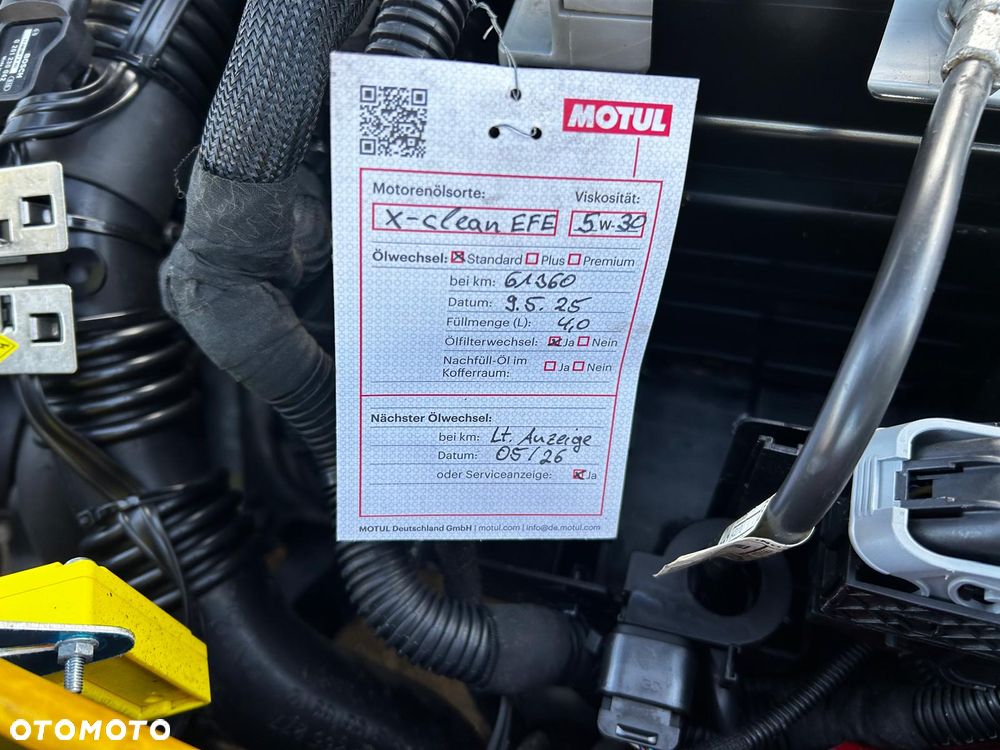 BOSCH
MOTUL
Motorenölsorte: Viskosität:
X-clean EFE 5W-30
Ölwechsel: Standard Plus Premium
bei km: 61360
Datum: 9.5.25
Füllmenge (L): 4,0
Ölfilterwechsel: Ja Nein
Nachfüll-Öl im
Kofferraum: Ja Nein
Nächster Ölwechsel:
bei km: Lt. Anzeige
Datum: 05/26
oder Serviceanzeige: Ja
MOTUL Deutschland GmbH | motul.com | info@de.motul.com
OTOMOTO